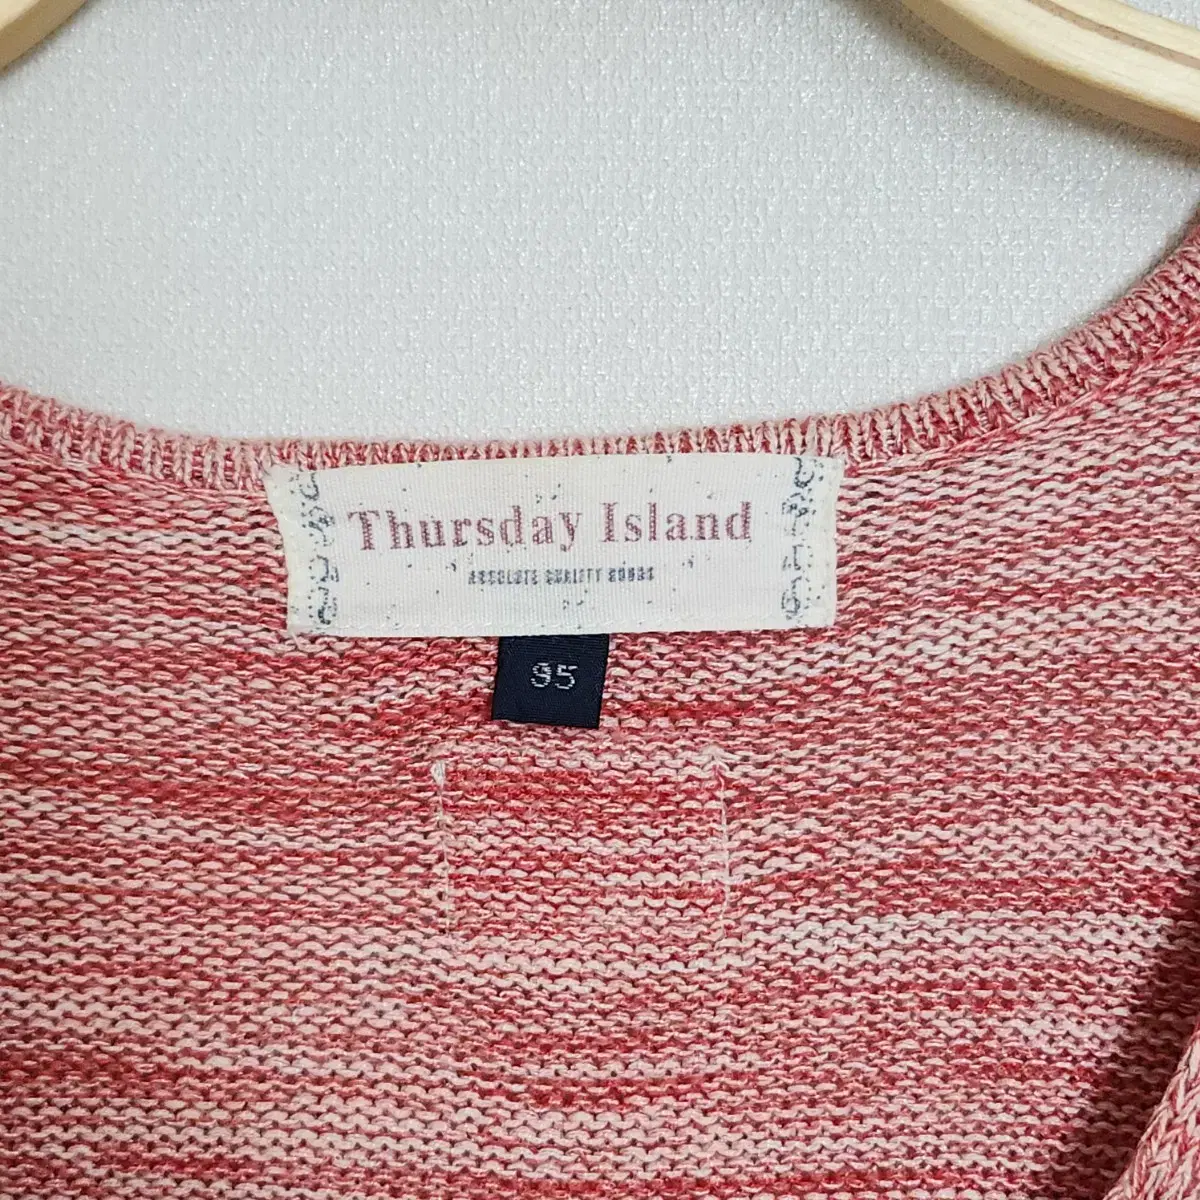 Thursday Island
ABSOLUTE QUALITY GOODS
95